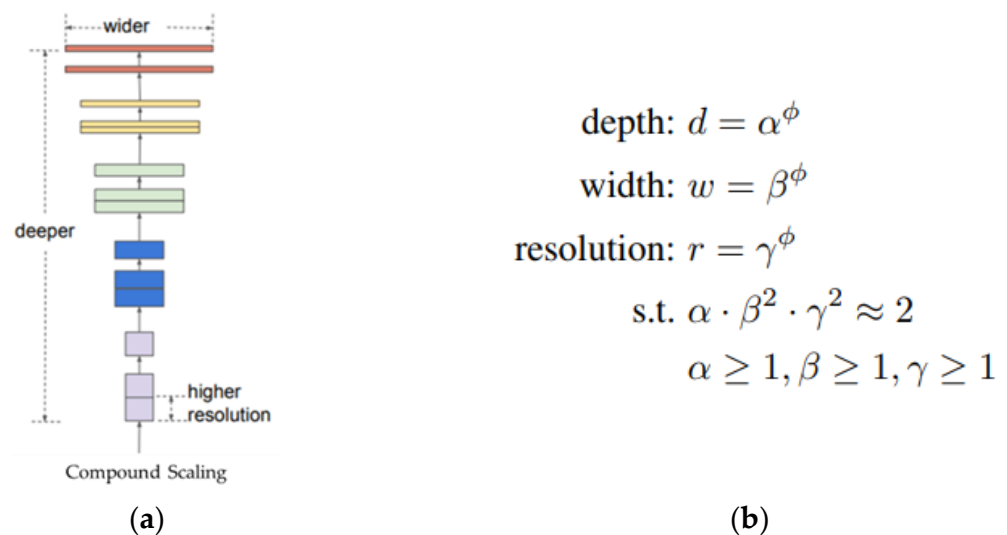 wider
deeper
higher
resolution
Compound Scaling
(a)
depth: d = α^ϕ
width: w = β^ϕ
resolution: r = γ^ϕ
s.t. α · β² · γ² ≈ 2
α ≥ 1, β ≥ 1, γ ≥ 1
(b)